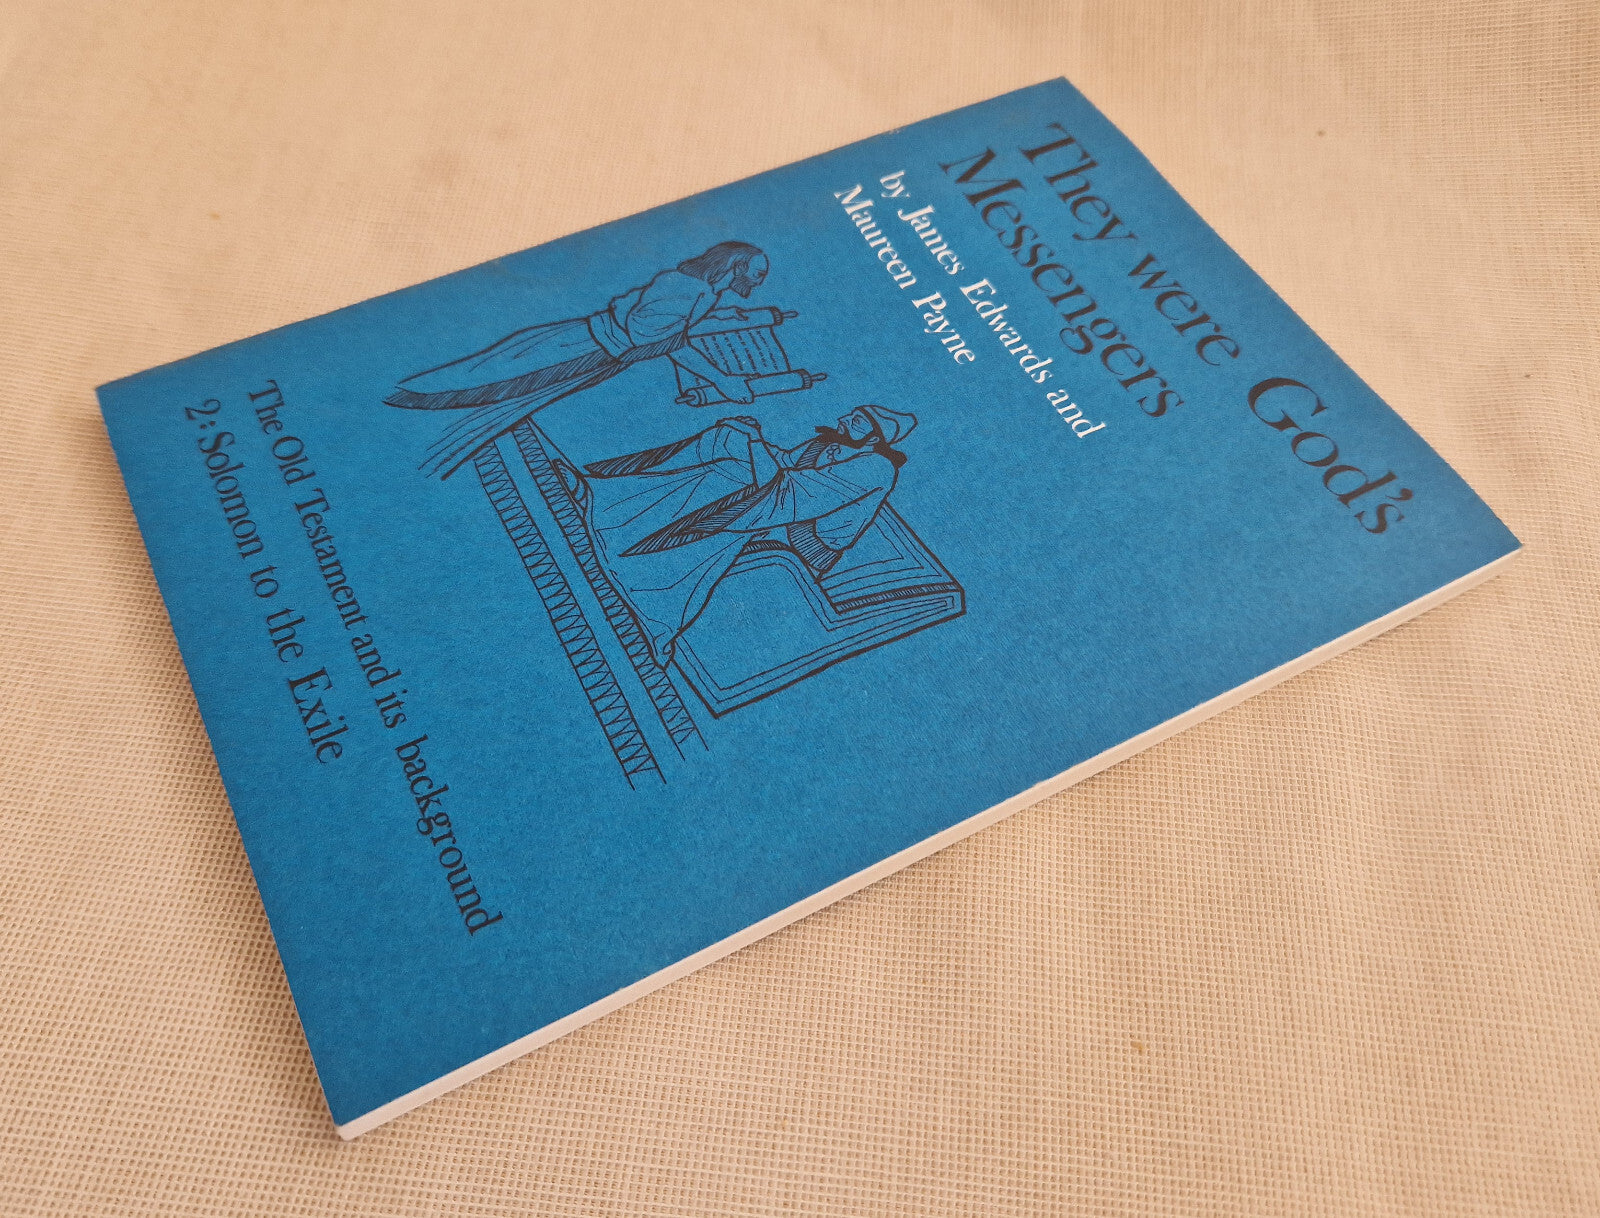 They were God's
Messengers
by James Edwards and
Maureen Payne
The Old Testament and its background
2: Solomon to the Exile